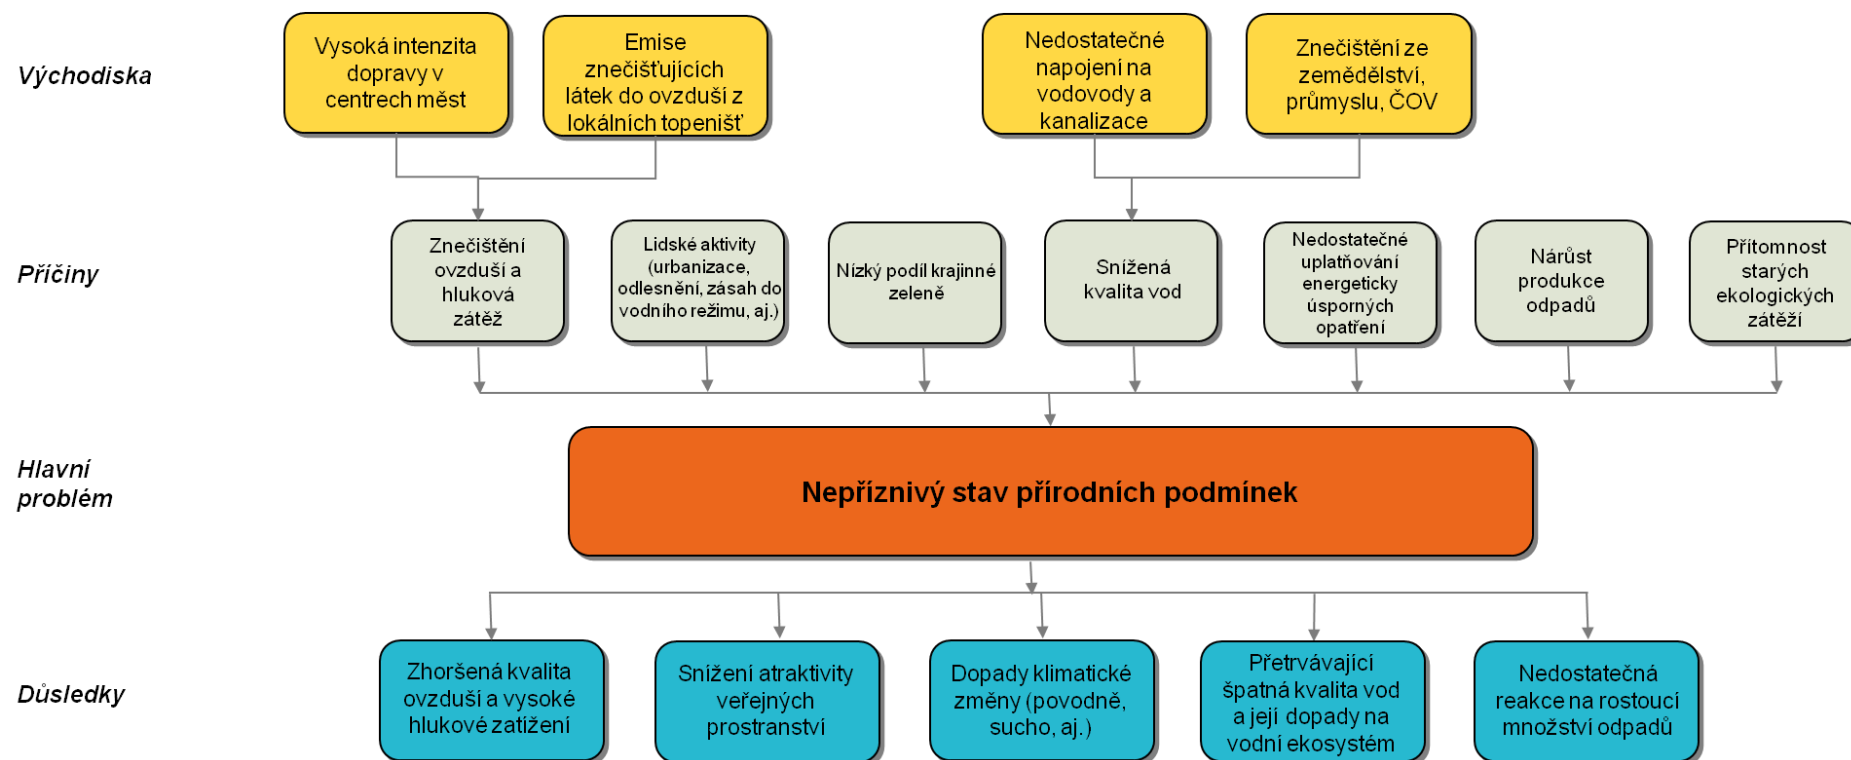 Východiska
Vysoká intenzita
dopravy v
centrech měst
Emise
znečišťujících
látek do ovzduší z
lokálních topenišť
Nedostatečné
napojení na
vodovody a
kanalizace
Znečištění ze
zemědělství,
průmyslu, ČOV
Příčiny
Znečištění
ovzduší a
hluková
zátěž
Lidské aktivity
(urbanizace,
odlesnění, zásah do
vodního režimu, aj.)
Nízký podíl krajinné
zeleně
Snížená
kvalita vod
Nedostatečné
uplatňování
energeticky
úsporných
opatření
Nárůst
produkce
odpadů
Přítomnost
starých
ekologických
zátěží
Hlavní
problém
Nepříznivý stav přírodních podmínek
Důsledky
Zhoršená kvalita
ovzduší a vysoké
hlukové zatížení
Snížení atraktivity
veřejných
prostranství
Dopady klimatické
změny (povodně,
sucho, aj.)
Přetrvávající
špatná kvalita vod
a její dopady na
vodní ekosystém
Nedostatečná
reakce na rostoucí
množství odpadů